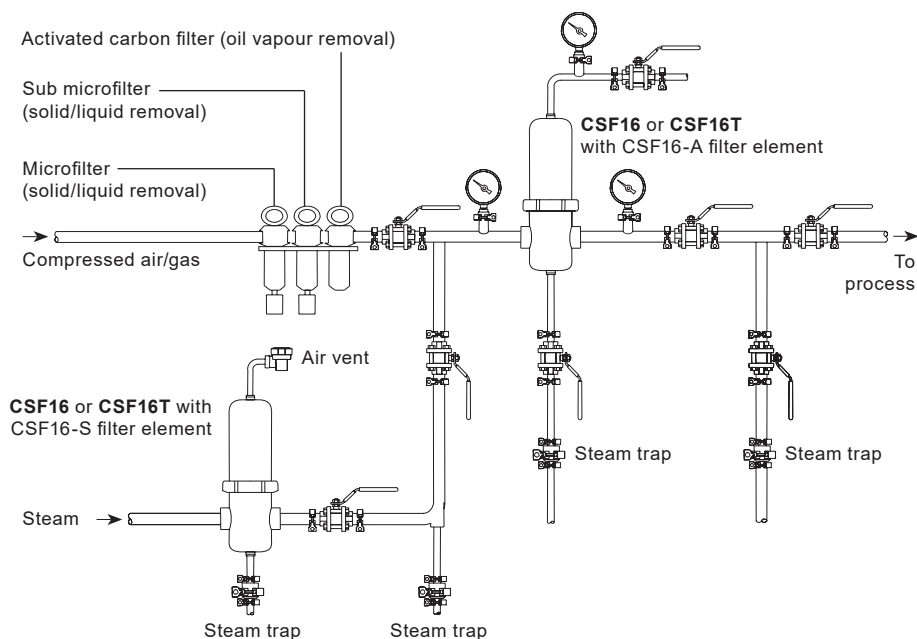 Activated carbon filter (oil vapour removal)
Sub microfilter
(solid/liquid removal)
Microfilter
(solid/liquid removal)
CSF16 or CSF16T
with CSF16-A filter element
Compressed air/gas
To
process
Air vent
CSF16 or CSF16T with
CSF16-S filter element
Steam trap
Steam trap
Steam
Steam trap
Steam trap